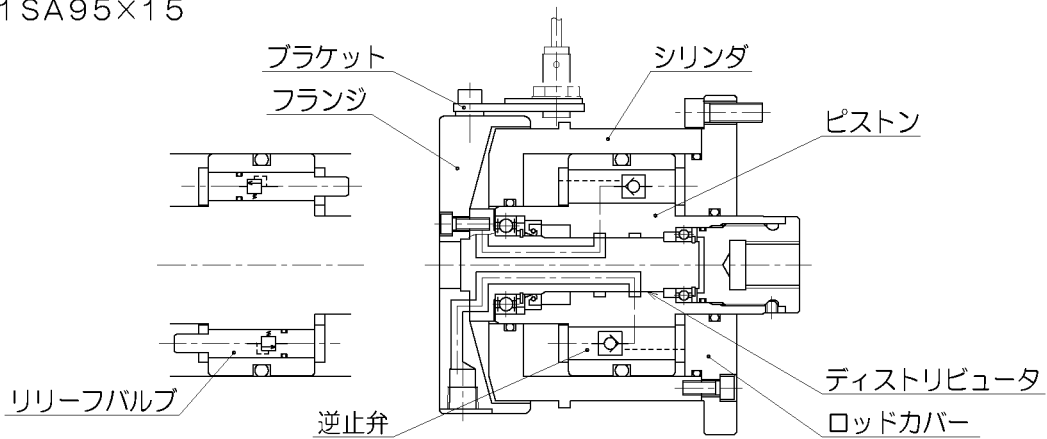 1SA95×15
ブラケット
シリンダ
フランジ
ピストン
リリーフバルブ
逆止弁
ディストリビュータ
ロッドカバー